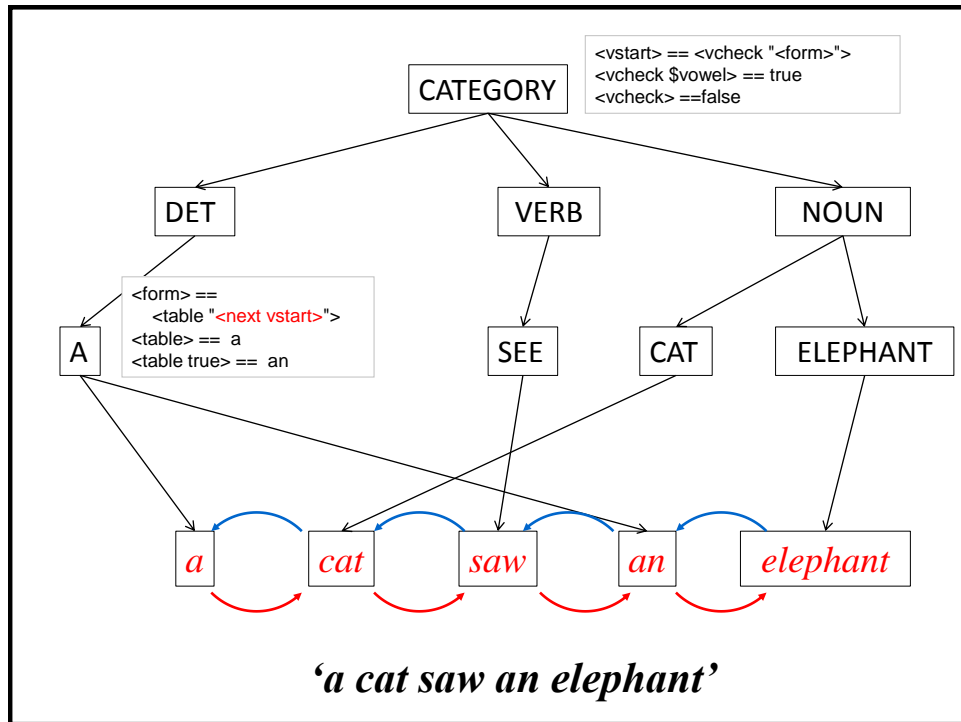 <vstart> == <vcheck "<form>">
<vcheck $vowel> == true
<vcheck> ==false
CATEGORY
DET VERB NOUN
<form> ==
<table "<next vstart>">
<table> == a
<table true> == an
A SEE CAT ELEPHANT
a cat saw an elephant
‘a cat saw an elephant’